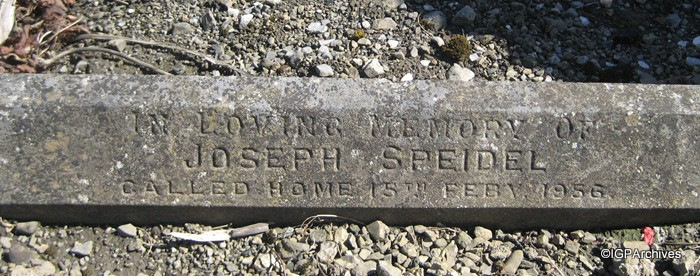 IN LOVING MEMORY OF
JOSEPH SPEIDEL
CALLED HOME 15TH FEBY. 1956.
©IGPArchives